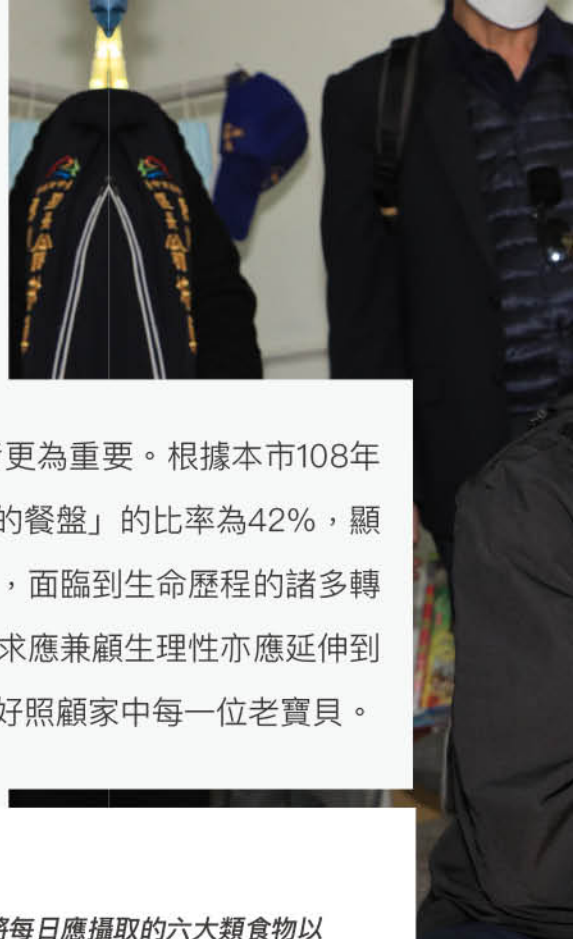 更為重要。根據本市108年
的餐盤」的比率為42%，顯
，面臨到生命歷程的諸多轉
求應兼顧生理性亦應延伸到
好照顧家中每一位老寶貝。
將每日應攝取的六大類食物以